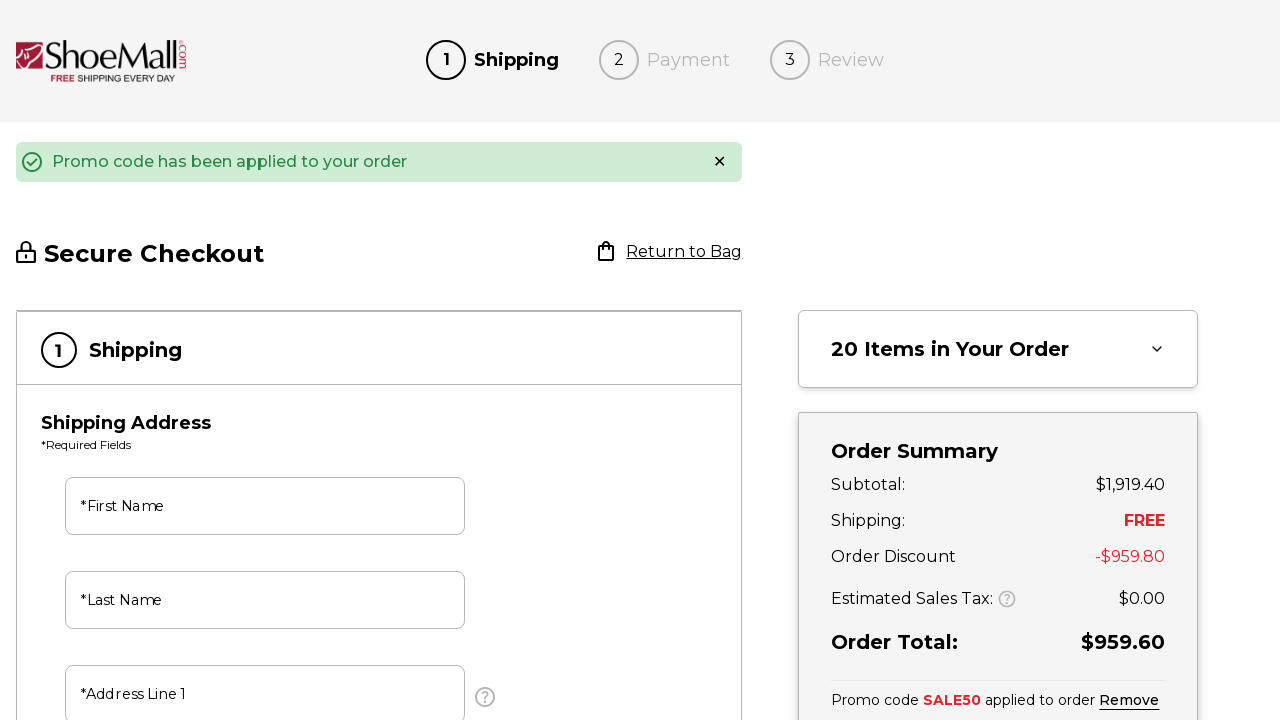 ShoeMall.com
FREE SHIPPING EVERY DAY
1 Shipping
2 Payment
3 Review
Promo code has been applied to your order ✕
Secure Checkout
Return to Bag
1 Shipping
Shipping Address
*Required Fields
*First Name
*Last Name
*Address Line 1
?
20 Items in Your Order
Order Summary
Subtotal: $1,919.40
Shipping: FREE
Order Discount -$959.80
Estimated Sales Tax: ? $0.00
Order Total: $959.60
Promo code SALE50 applied to order Remove